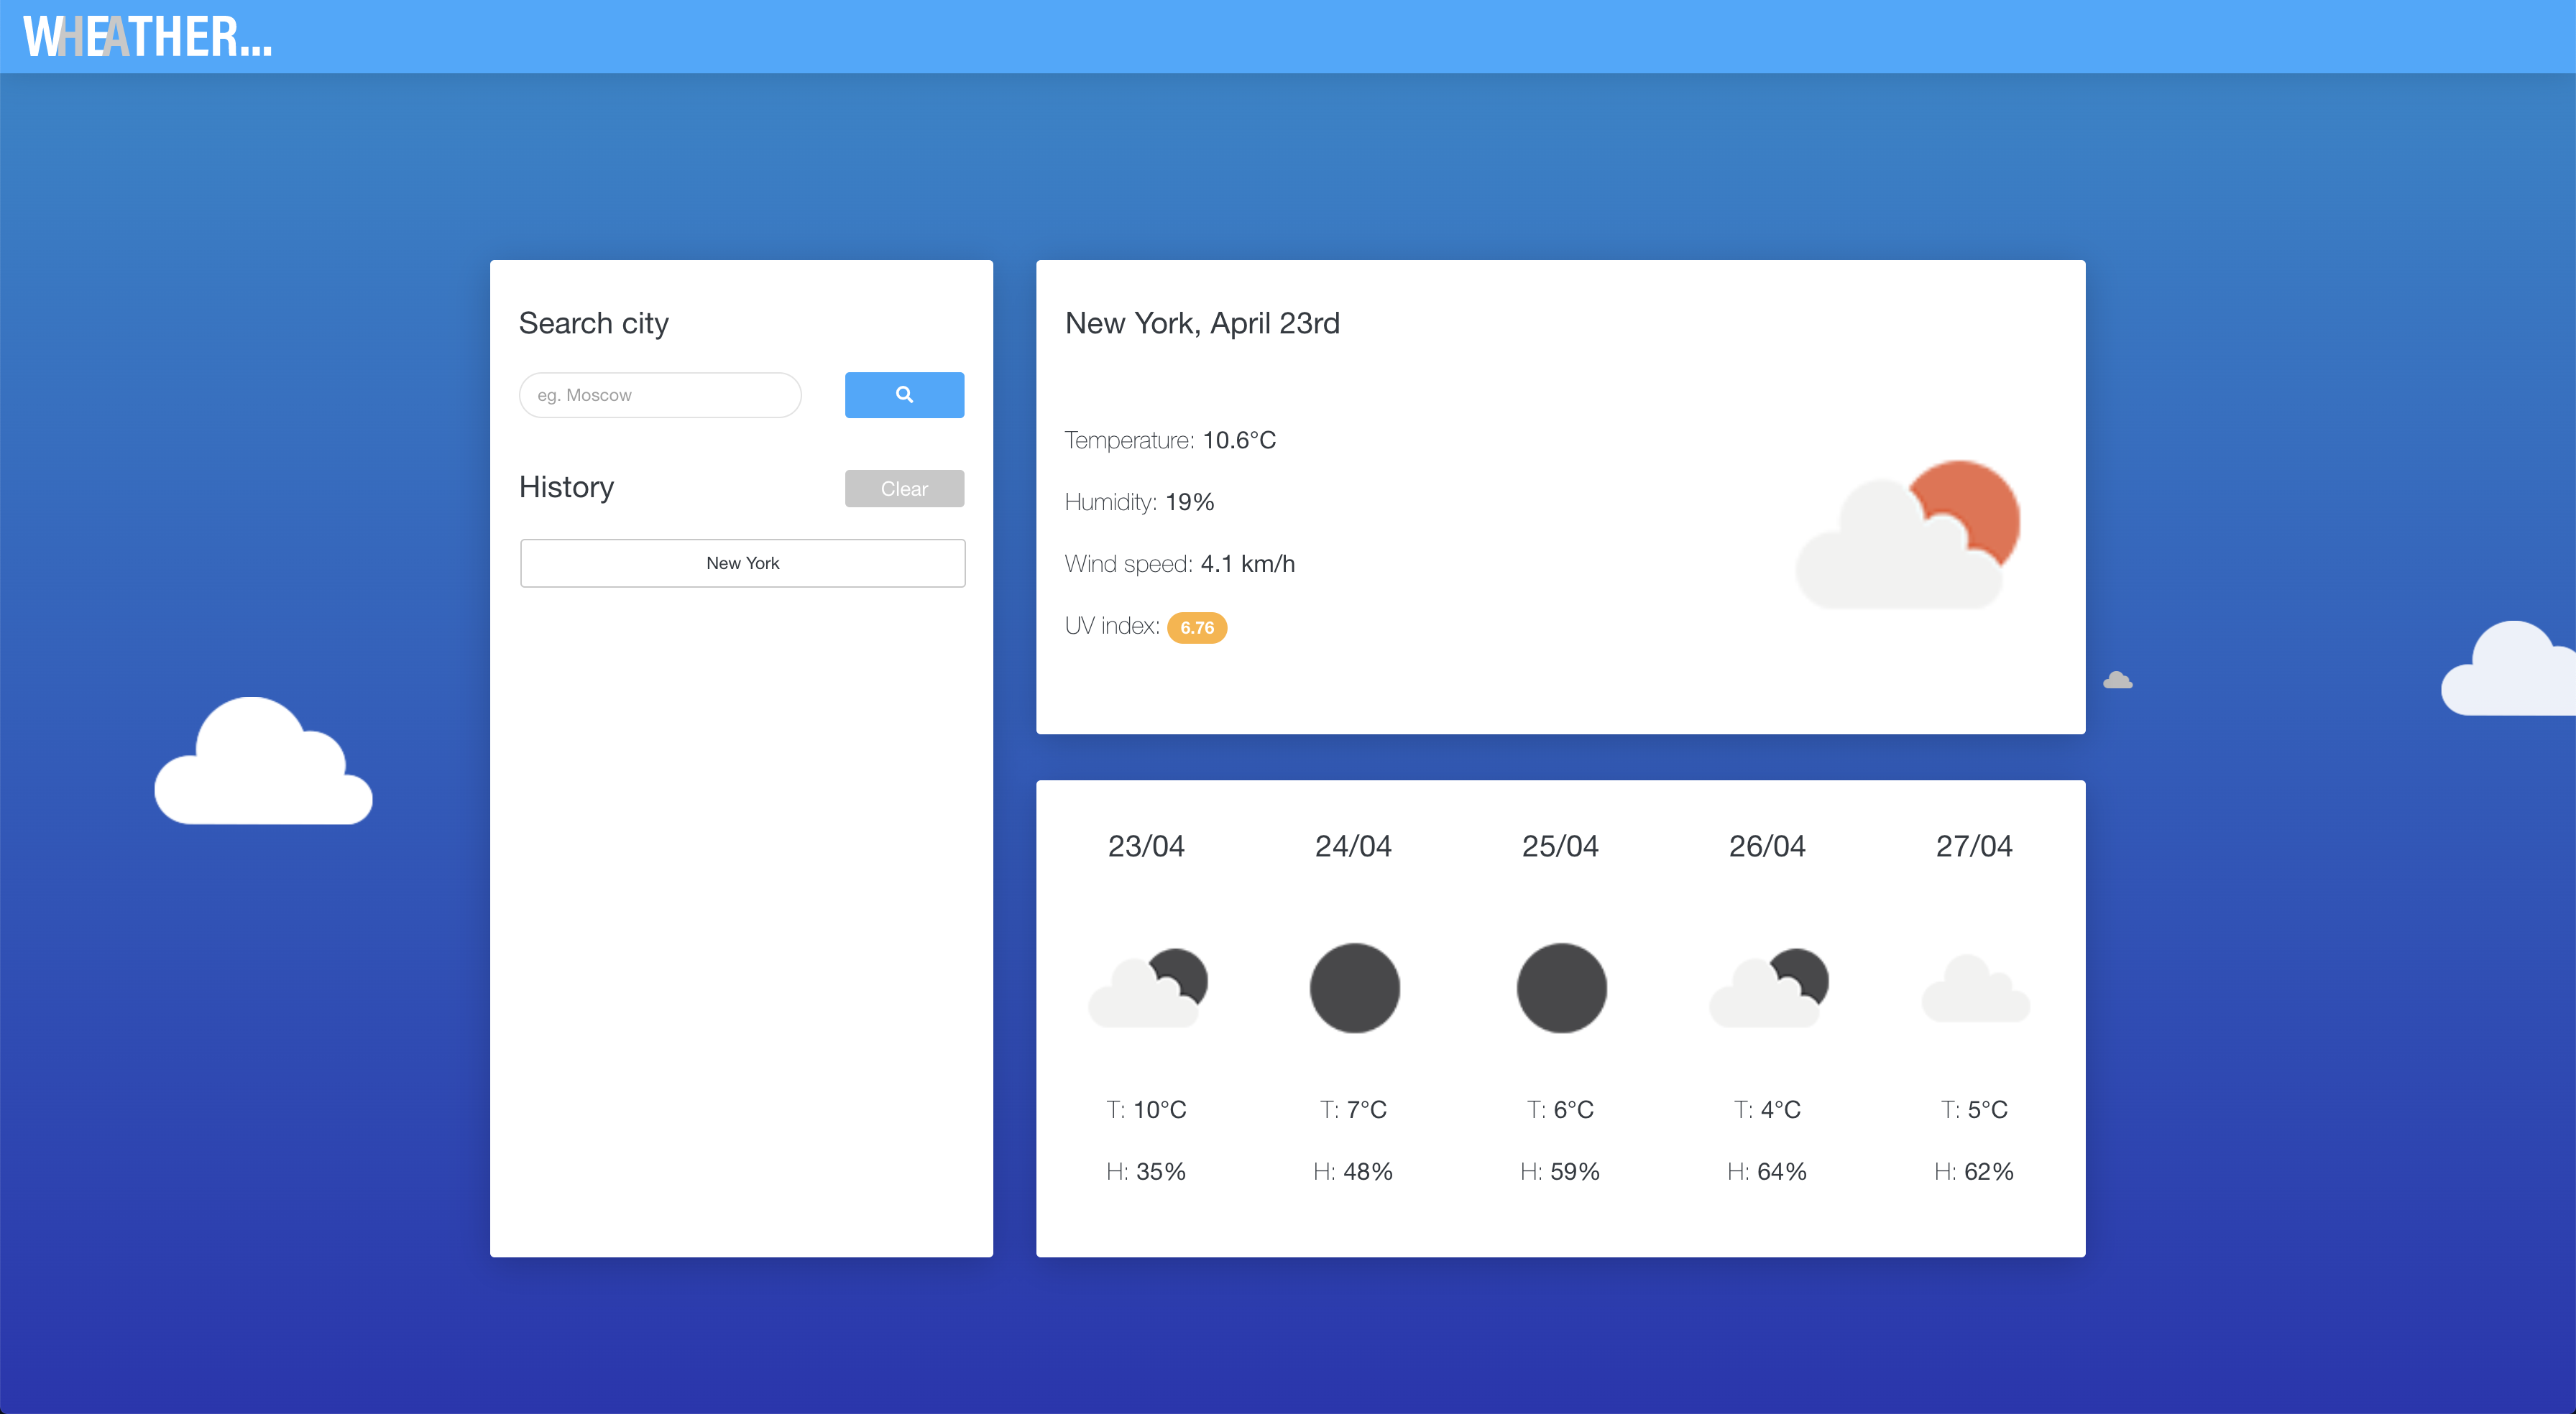 WHEATHER...
Search city
eg. Moscow
History
Clear
New York
New York, April 23rd
Temperature: 10.6°C
Humidity: 19%
Wind speed: 4.1 km/h
UV index: 6.76
23/04 24/04 25/04 26/04 27/04
T: 10°C T: 7°C T: 6°C T: 4°C T: 5°C
H: 35% H: 48% H: 59% H: 64% H: 62%